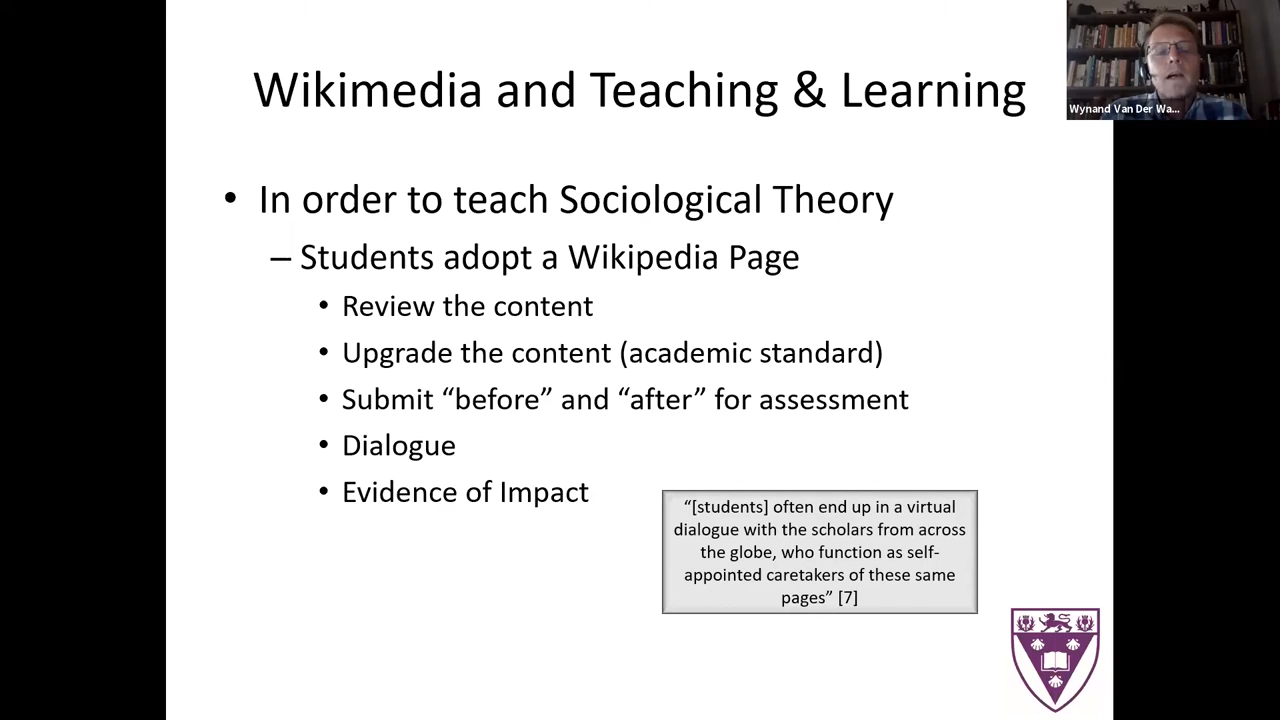 Wikimedia and Teaching & Learning
Wynand Van Der Wa...
• In order to teach Sociological Theory
– Students adopt a Wikipedia Page
• Review the content
• Upgrade the content (academic standard)
• Submit “before” and “after” for assessment
• Dialogue
• Evidence of Impact
“[students] often end up in a virtual
dialogue with the scholars from across
the globe, who function as self-
appointed caretakers of these same
pages” [7]